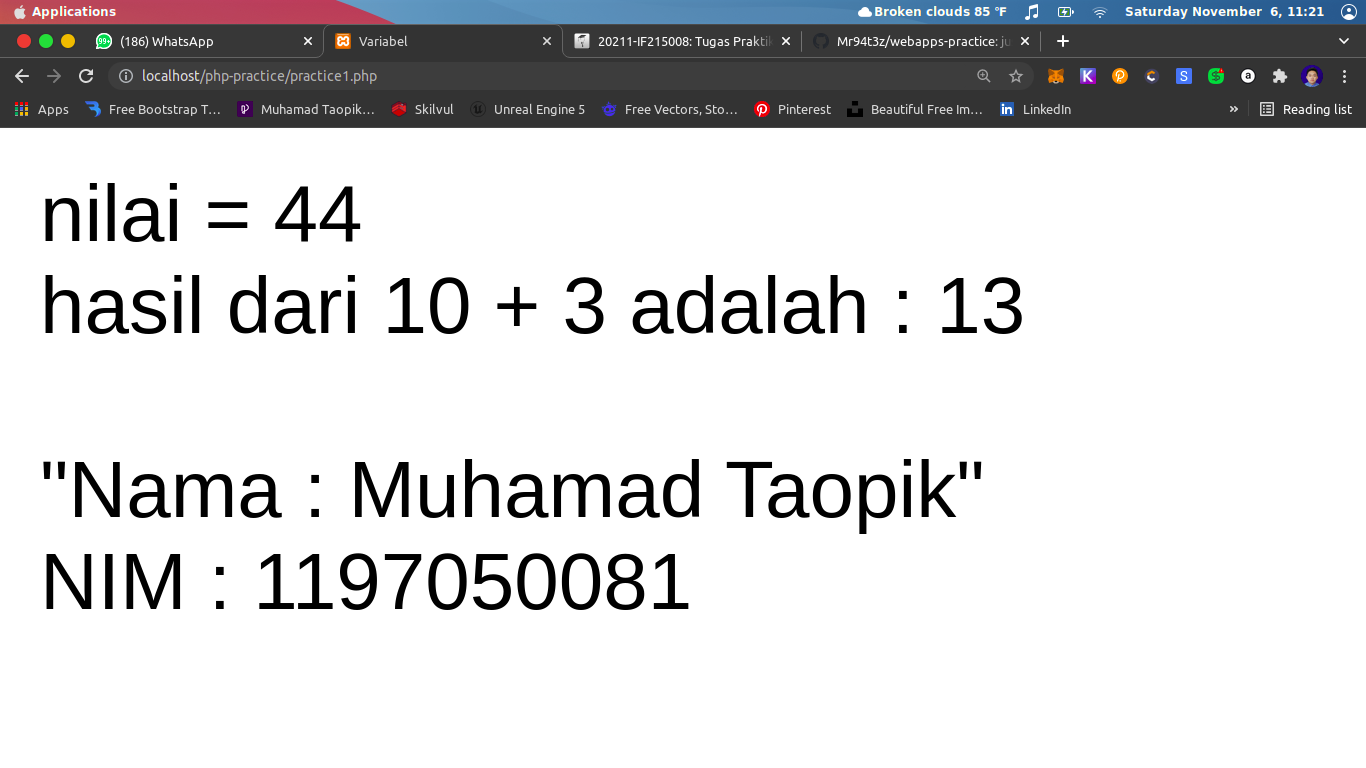 Applications
Broken clouds 85 °F
Saturday November 6, 11:21
99+
(186) WhatsApp
Variabel
20211-IF215008: Tugas Praktik
Mr94t3z/webapps-practice: ju
localhost/php-practice/practice1.php
Apps
Free Bootstrap T…
Muhamad Taopik…
Skilvul
Unreal Engine 5
Free Vectors, Sto…
Pinterest
Beautiful Free Im…
LinkedIn
»
Reading list
nilai = 44
hasil dari 10 + 3 adalah : 13
"Nama : Muhamad Taopik"
NIM : 1197050081